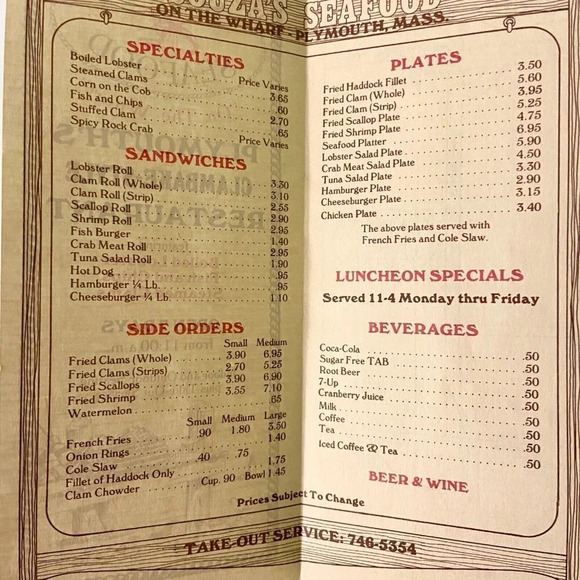 SOUZA'S SEAFOOD
ON THE WHARF - PLYMOUTH, MASS.
SPECIALTIES
Boiled Lobster Price Varies
Steamed Clams 3.65
Corn on the Cob .60
Fish and Chips 2.70
Stuffed Clam .65
Spicy Rock Crab Price Varies
SANDWICHES
Lobster Roll 3.30
Clam Roll (Whole) 3.10
Clam Roll (Strip) 2.55
Scallop Roll 2.90
Shrimp Roll 2.90
Fish Burger 1.40
Crab Meat Roll 2.95
Tuna Salad Roll 1.90
Hot Dog .95
Hamburger ¼ Lb. .95
Cheeseburger ¼ Lb. 1.10
SIDE ORDERS
Small Medium
Fried Clams (Whole) 3.90 6.95
Fried Clams (Strips) 2.70 5.25
Fried Scallops 3.90 6.90
Fried Shrimp 3.55 7.10
Watermelon .65
Small Medium Large
French Fries .90 1.80 3.50
Onion Rings 1.40
Cole Slaw .40 .75
Fillet of Haddock Only 1.75
Clam Chowder Cup .90 Bowl 1.45
PLATES
Fried Haddock Fillet 3.50
Fried Clam (Whole) 5.60
Fried Clam (Strip) 3.95
Fried Scallop Plate 5.25
Fried Shrimp Plate 4.75
Seafood Platter 6.95
Lobster Salad Plate 5.90
Crab Meat Salad Plate 4.50
Tuna Salad Plate 3.30
Hamburger Plate 2.90
Cheeseburger Plate 3.15
Chicken Plate 3.40
The above plates served with
French Fries and Cole Slaw.
LUNCHEON SPECIALS
Served 11-4 Monday thru Friday
BEVERAGES
Coca-Cola .50
Sugar Free TAB .50
Root Beer .50
7-Up .50
Cranberry Juice .50
Milk .50
Coffee .50
Tea .50
Iced Coffee & Tea .50
BEER & WINE
Prices Subject To Change
TAKE-OUT SERVICE: 746-5354